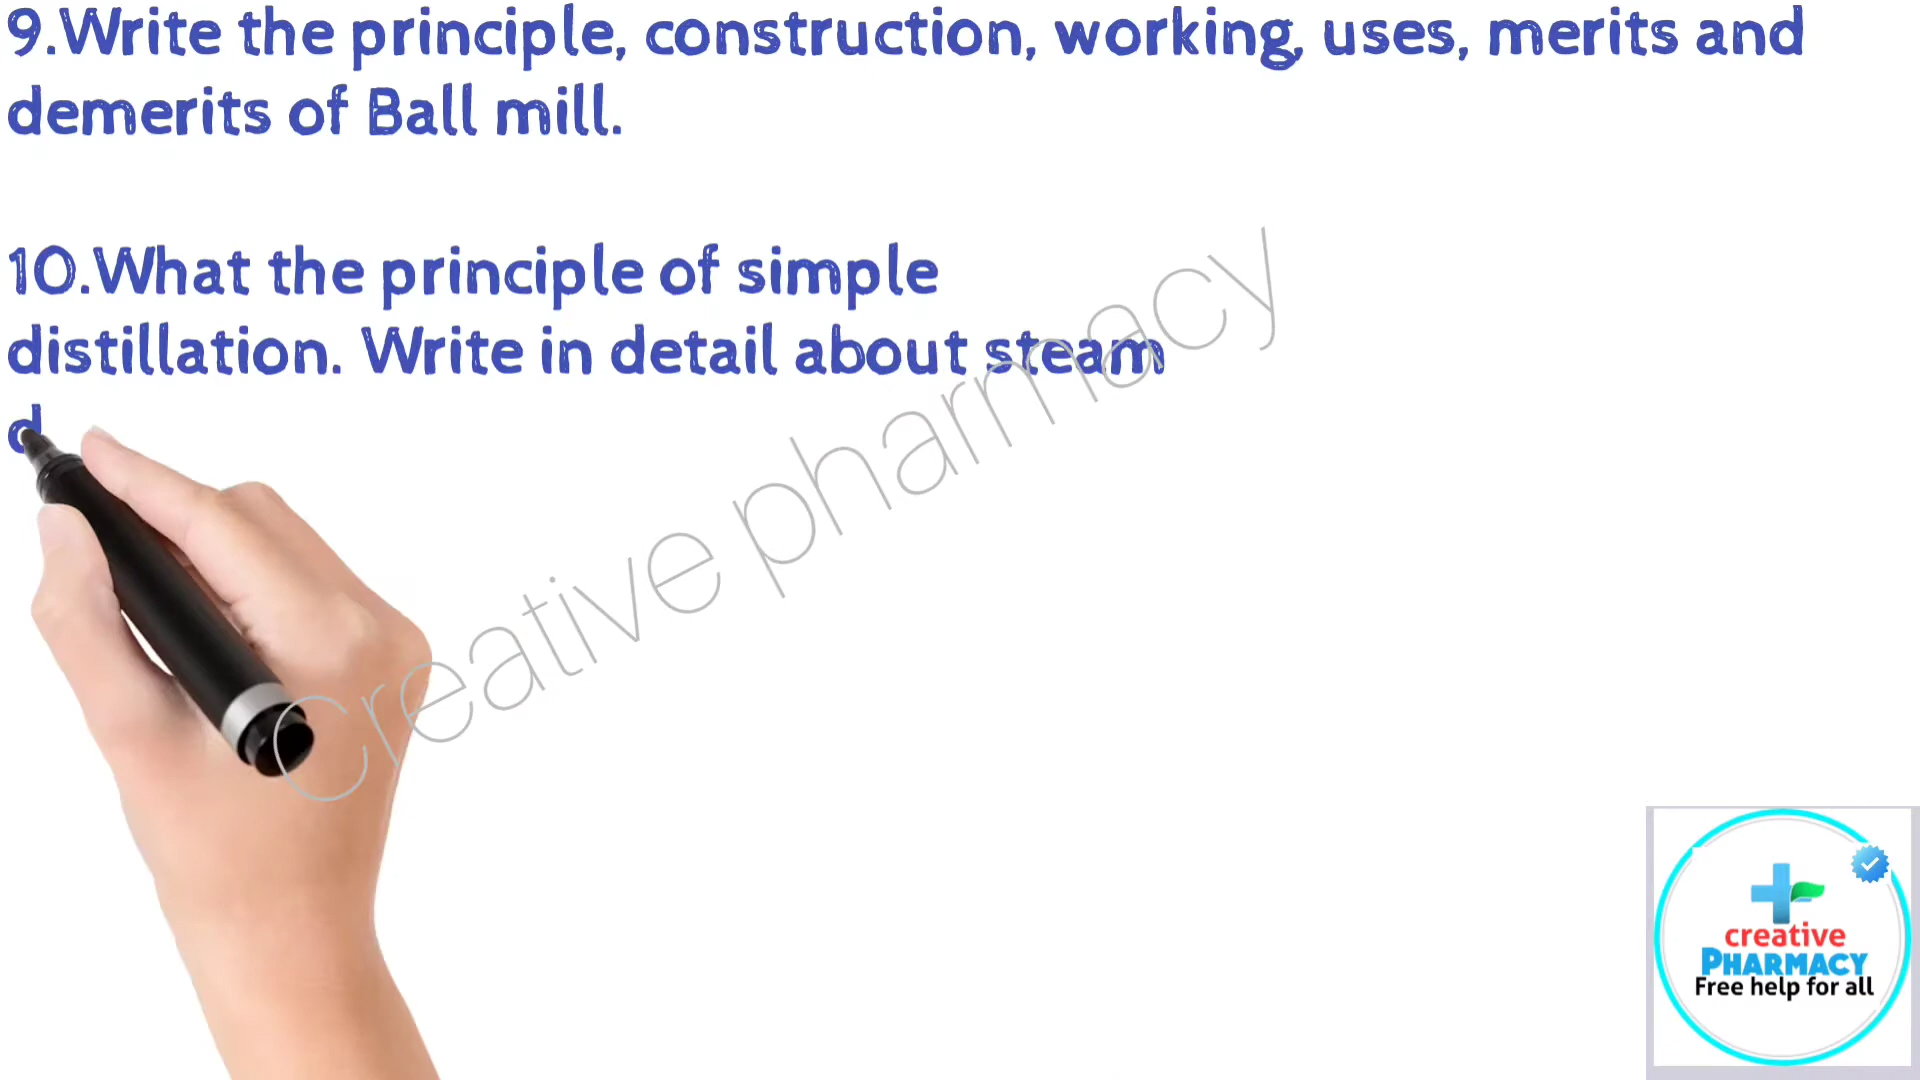 9.Write the principle, construction, working, uses, merits and
demerits of Ball mill.
10.What the principle of simple
distillation. Write in detail about steam
d
Creative pharmacy
creative
PHARMACY
Free help for all